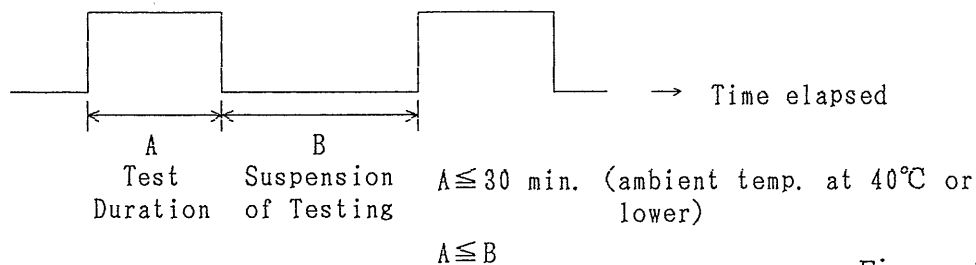 → Time elapsed
A B
Test Suspension A≦30 min. (ambient temp. at 40℃ or
Duration of Testing lower)
A≦B